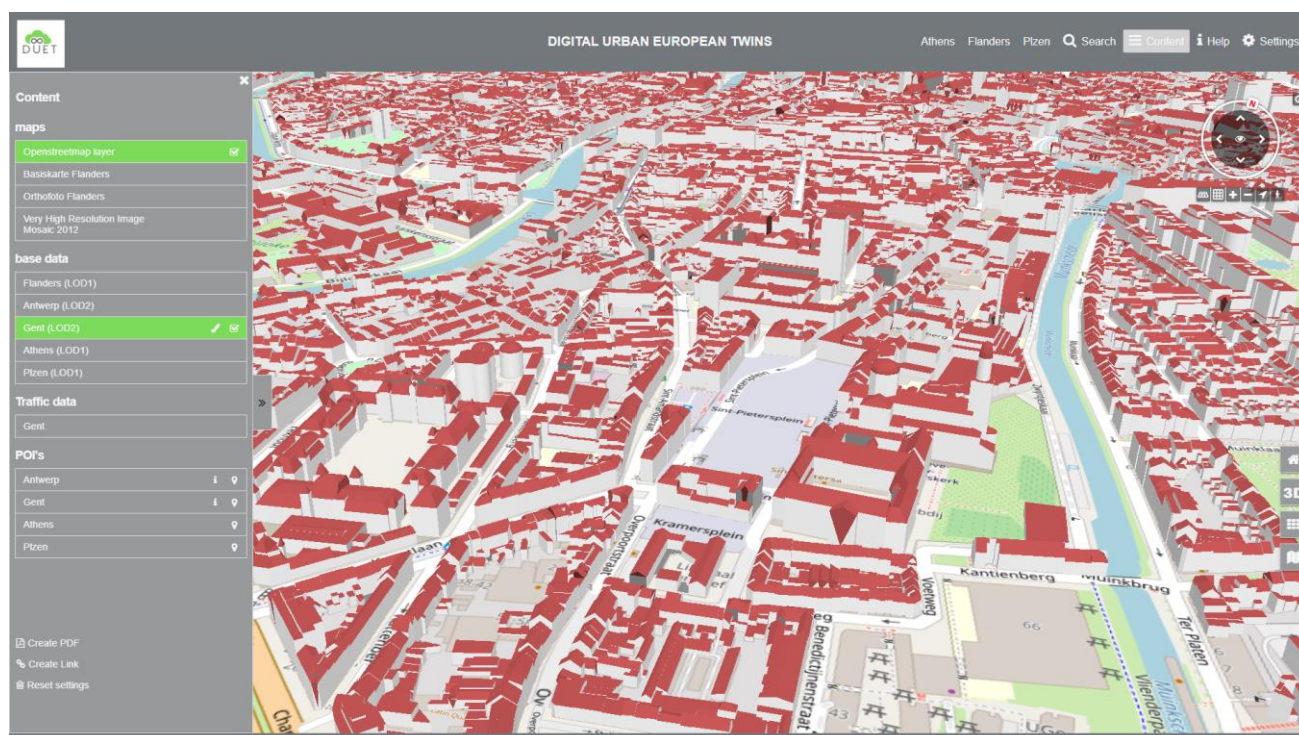 DUET
DIGITAL URBAN EUROPEAN TWINS
Athens Flanders Plzen Search Content Help Settings
Content
maps
Openstreetmap layer
Basiskarte Flanders
Orthofoto Flanders
Very High Resolution Image
Mosaic 2012
base data
Flanders (LOD1)
Antwerp (LOD2)
Gent (LOD2)
Athens (LOD1)
Plzen (LOD1)
Traffic data
Gent
POI's
Antwerp
Gent
Athens
Plzen
Create PDF
Create Link
Reset settings
N
3D
Sint-Pietersplein
Kramersplein
Overpoortstraat
Kantienberg
Muinkbrug
Ter Platen
Voetweg
Benedictijnenstraat
66
43
UGe